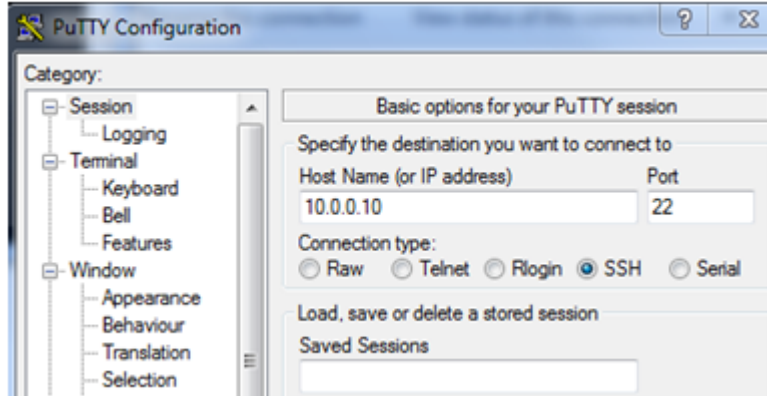 PuTTY Configuration
Category:
Session
Logging
Terminal
Keyboard
Bell
Features
Window
Appearance
Behaviour
Translation
Selection
Basic options for your PuTTY session
Specify the destination you want to connect to
Host Name (or IP address) Port
10.0.0.10 22
Connection type:
Raw Telnet Rlogin SSH Serial
Load, save or delete a stored session
Saved Sessions